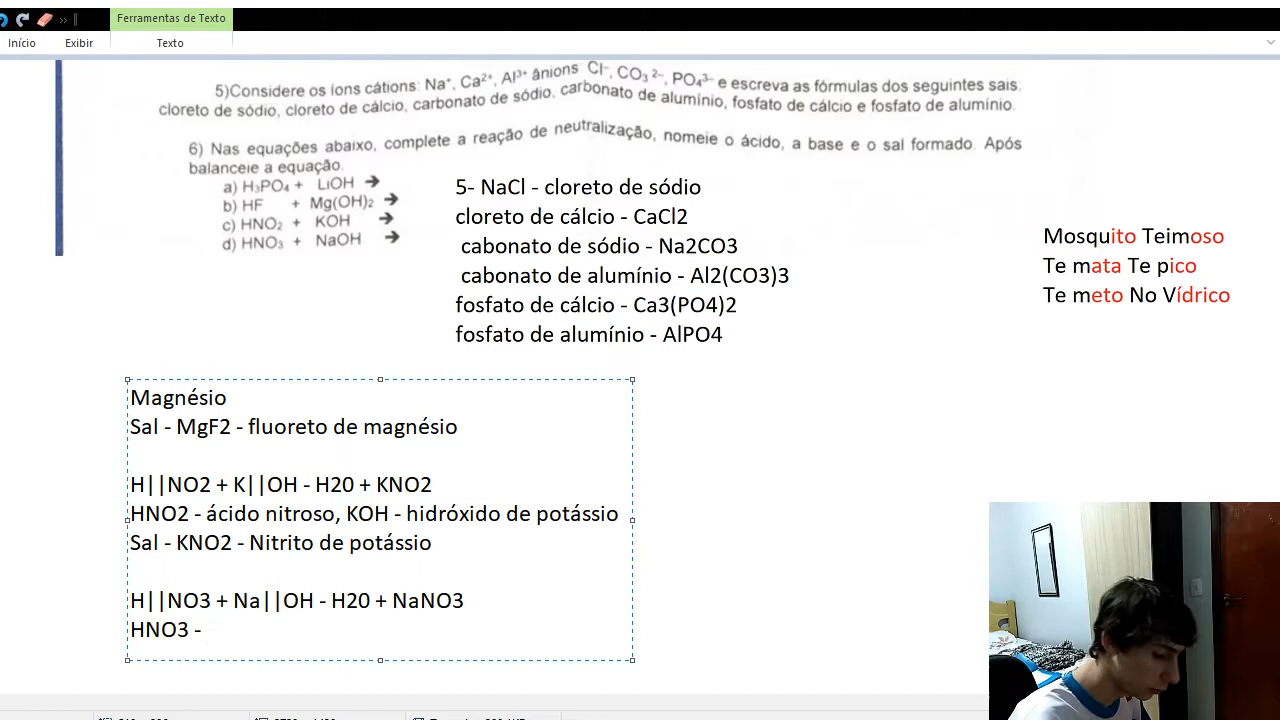 Ferramentas de Texto
Início Exibir Texto
5)Considere os íons cátions: Na⁺, Ca²⁺, Al³⁺ ânions: Cl⁻, CO₃ ²⁻, PO₄³⁻ e escreva as fórmulas dos seguintes sais:
cloreto de sódio, cloreto de cálcio, carbonato de sódio, carbonato de alumínio, fosfato de cálcio e fosfato de alumínio.
6) Nas equações abaixo, complete a reação de neutralização, nomeie o ácido, a base e o sal formado. Após
balanceie a equação.
a) H₃PO₄ + LiOH ➔
b) HF + Mg(OH)₂ ➔
c) HNO₂ + KOH ➔
d) HNO₃ + NaOH ➔
5- NaCl - cloreto de sódio
cloreto de cálcio - CaCl2
cabonato de sódio - Na2CO3
cabonato de alumínio - Al2(CO3)3
fosfato de cálcio - Ca3(PO4)2
fosfato de alumínio - AlPO4
Mosquito Teimoso
Te mata Te pico
Te meto No Vídrico
Magnésio
Sal - MgF2 - fluoreto de magnésio
H||NO2 + K||OH - H20 + KNO2
HNO2 - ácido nitroso, KOH - hidróxido de potássio
Sal - KNO2 - Nitrito de potássio
H||NO3 + Na||OH - H20 + NaNO3
HNO3 -